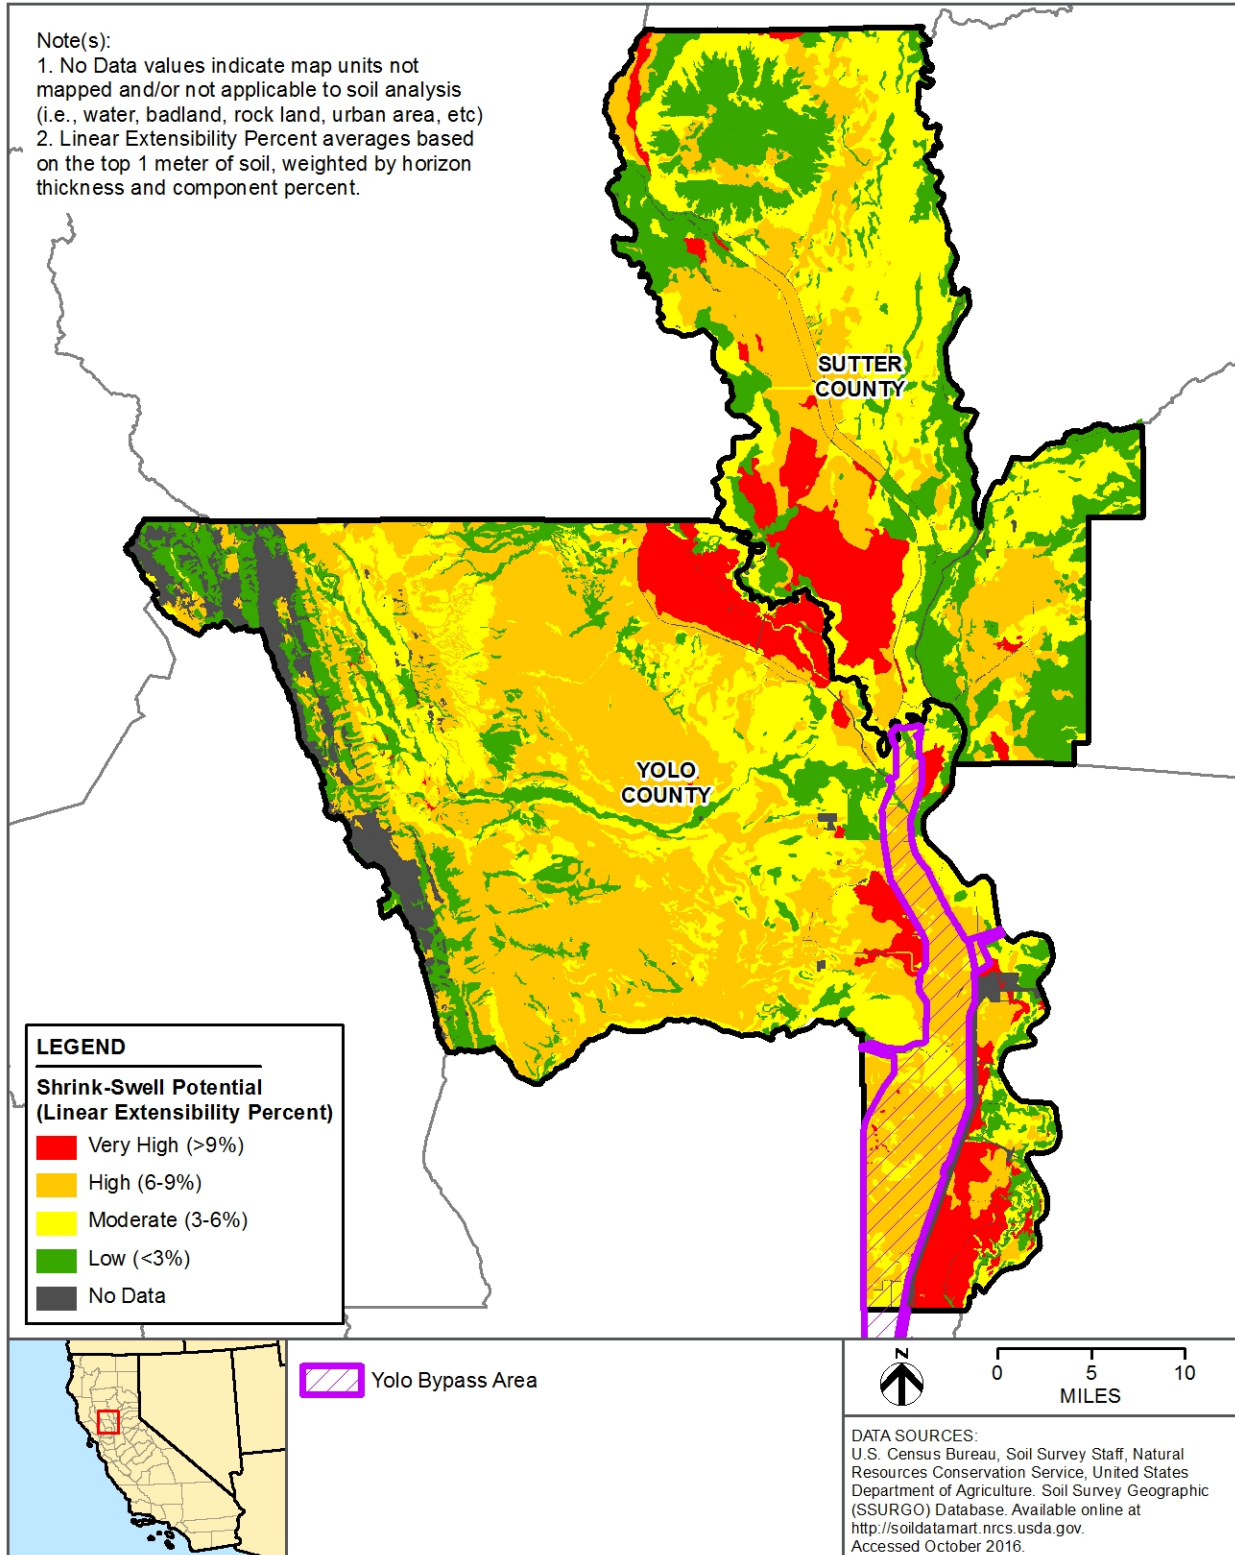 Note(s):
1. No Data values indicate map units not
mapped and/or not applicable to soil analysis
(i.e., water, badland, rock land, urban area, etc)
2. Linear Extensibility Percent averages based
on the top 1 meter of soil, weighted by horizon
thickness and component percent.
SUTTER
COUNTY
YOLO
COUNTY
LEGEND
Shrink-Swell Potential
(Linear Extensibility Percent)
Very High (>9%)
High (6-9%)
Moderate (3-6%)
Low (<3%)
No Data
Yolo Bypass Area
N
0 5 10
MILES
DATA SOURCES:
U.S. Census Bureau, Soil Survey Staff, Natural
Resources Conservation Service, United States
Department of Agriculture. Soil Survey Geographic
(SSURGO) Database. Available online at
http://soildatamart.nrcs.usda.gov.
Accessed October 2016.